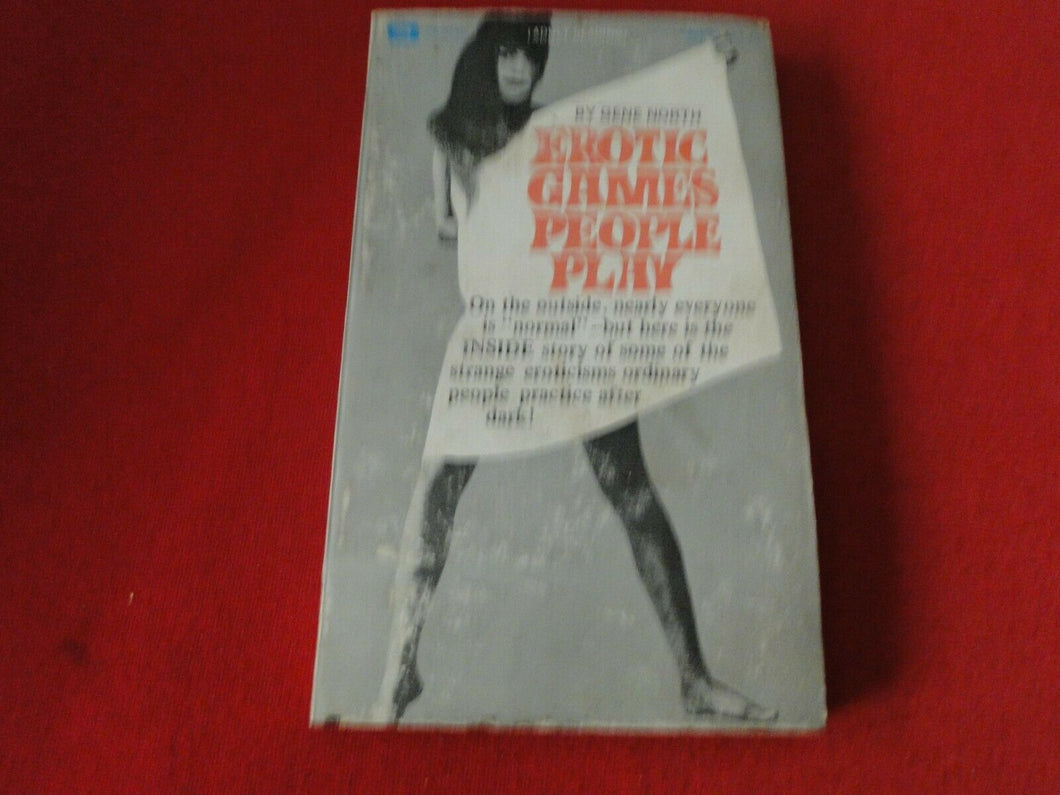 BY GENE NORTH
EROTIC
GAMES
PEOPLE
PLAY
On the outside, nearly everyone
is "normal"—but here is the
INSIDE story of some of the
strange eroticisms ordinary
people practice after
dark!